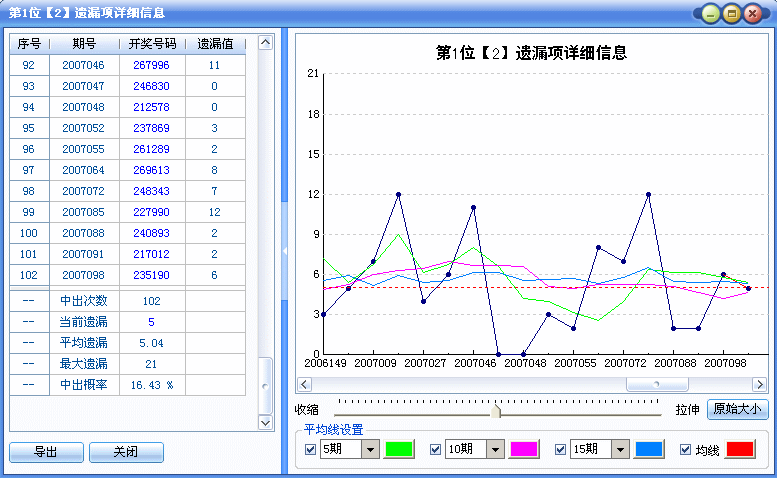 第1位【2】遗漏项详细信息
序号 期号 开奖号码 遗漏值
92 2007046 267996 11
93 2007047 246830 0
94 2007048 212578 0
95 2007052 237869 3
96 2007055 261289 2
97 2007064 269613 8
98 2007072 248343 7
99 2007085 227990 12
100 2007088 240893 2
101 2007091 217012 2
102 2007098 235190 6
-- 中出次数 102
-- 当前遗漏 5
-- 平均遗漏 5.04
-- 最大遗漏 21
-- 中出概率 16.43 %
导出 关闭
第1位【2】遗漏项详细信息
21
18
15
12
9
6
3
0
2006149 2007009 2007027 2007046 2007048 2007055 2007072 2007088 2007098
收缩 拉伸 原始大小
平均线设置
5期 10期 15期 均线